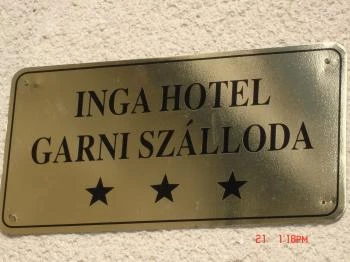 INGA HOTEL
GARNI SZÁLLODA
★ ★ ★
21 1:18PM